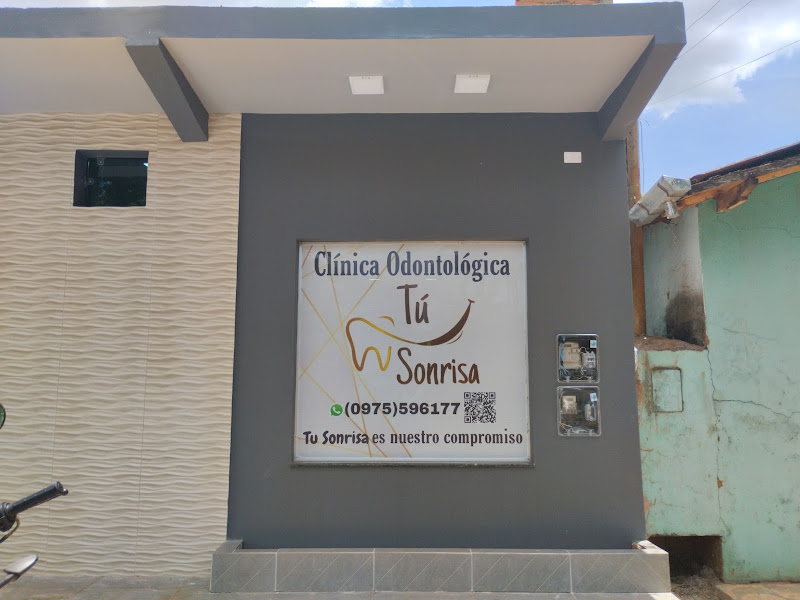 Clínica Odontológica
Tú
Sonrisa
(0975)596177
Tu Sonrisa es nuestro compromiso